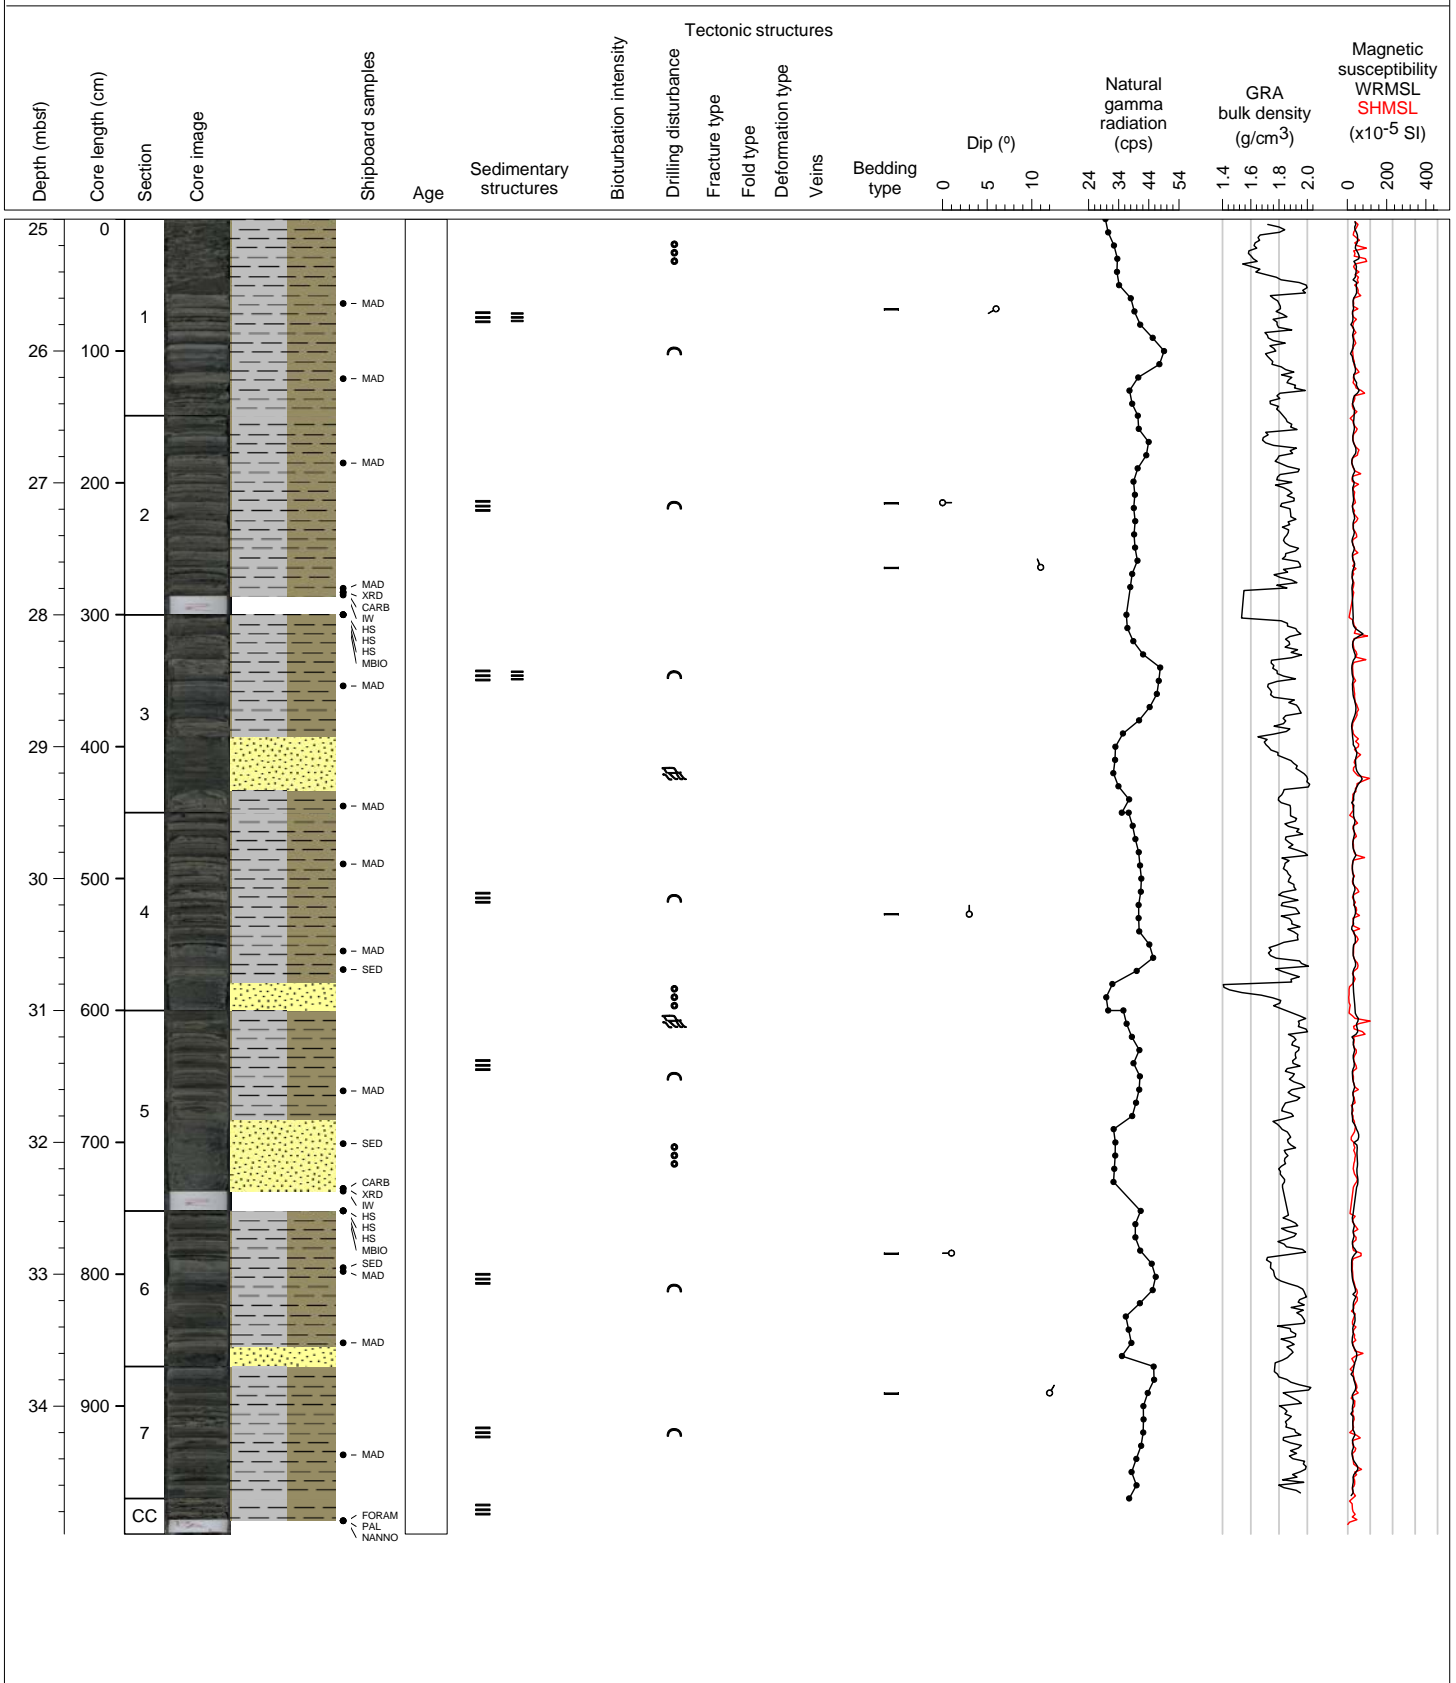 Tectonic structures
Depth (mbsf)
Core length (cm)
Section
Core image
Shipboard samples
Age
Sedimentary
structures
Bioturbation intensity
Drilling disturbance
Fracture type
Fold type
Deformation type
Veins
Bedding
type
Dip (º)
0 5 10
Natural
gamma
radiation
(cps)
24 34 44 54
GRA
bulk density
(g/cm3)
1.4 1.6 1.8 2.0
Magnetic
susceptibility
WRMSL
SHMSL
(x10-5 SI)
0 200 400
25 0
MAD
1
26 100
MAD
MAD
27 200
2
MAD
XRD
CARB
IW
28 300
HS
HS
HS
MBIO
MAD
3
29 400
MAD
MAD
30 500
4
MAD
SED
31 600
MAD
5
32 700
SED
CARB
XRD
IW
HS
HS
HS
MBIO
SED
33 800
MAD
6
MAD
34 900
7
MAD
CC
FORAM
PAL
NANNO